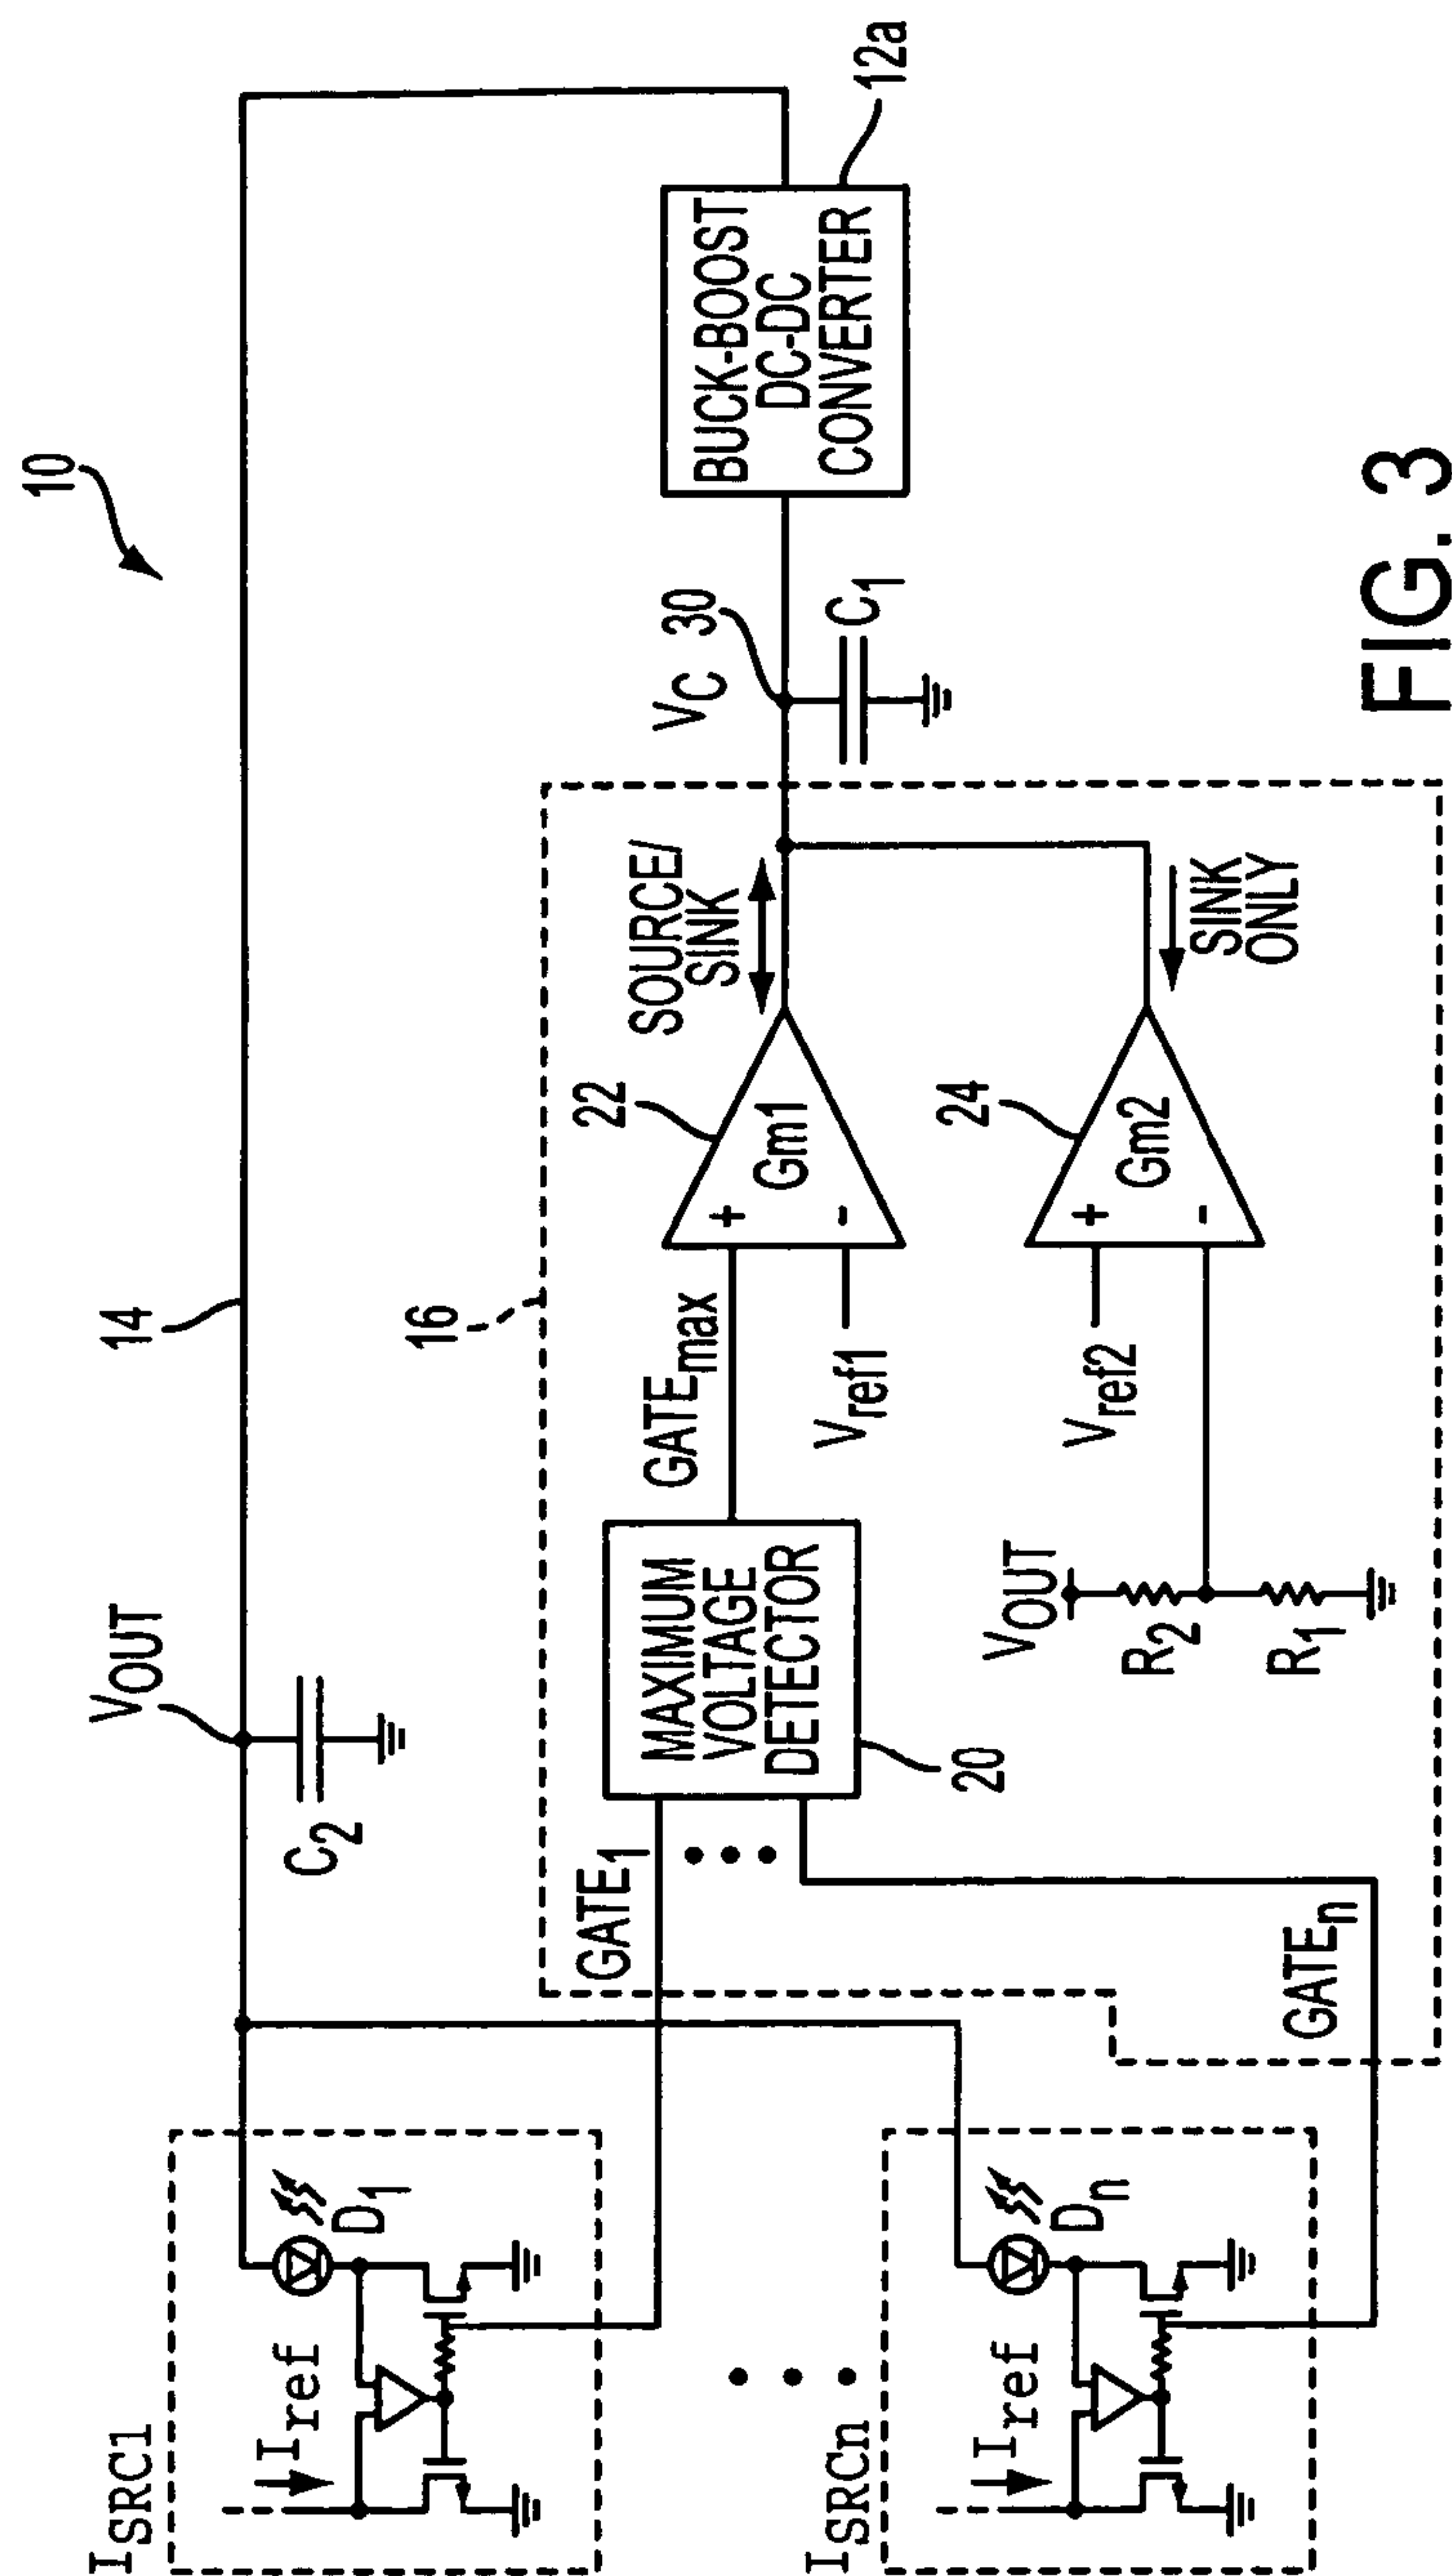 10
14
VOUT
C2
ISRC1
Iref
D1
ISRCn
Iref
Dn
GATE1
GATEn
16
MAXIMUM
VOLTAGE
DETECTOR
20
GATEmax
Vref1
+
-
Gm1
22
SOURCE/
SINK
VOUT
R2
R1
Vref2
+
-
Gm2
24
SINK
ONLY
VC
30
C1
BUCK-BOOST
DC-DC
CONVERTER
12a
FIG. 3